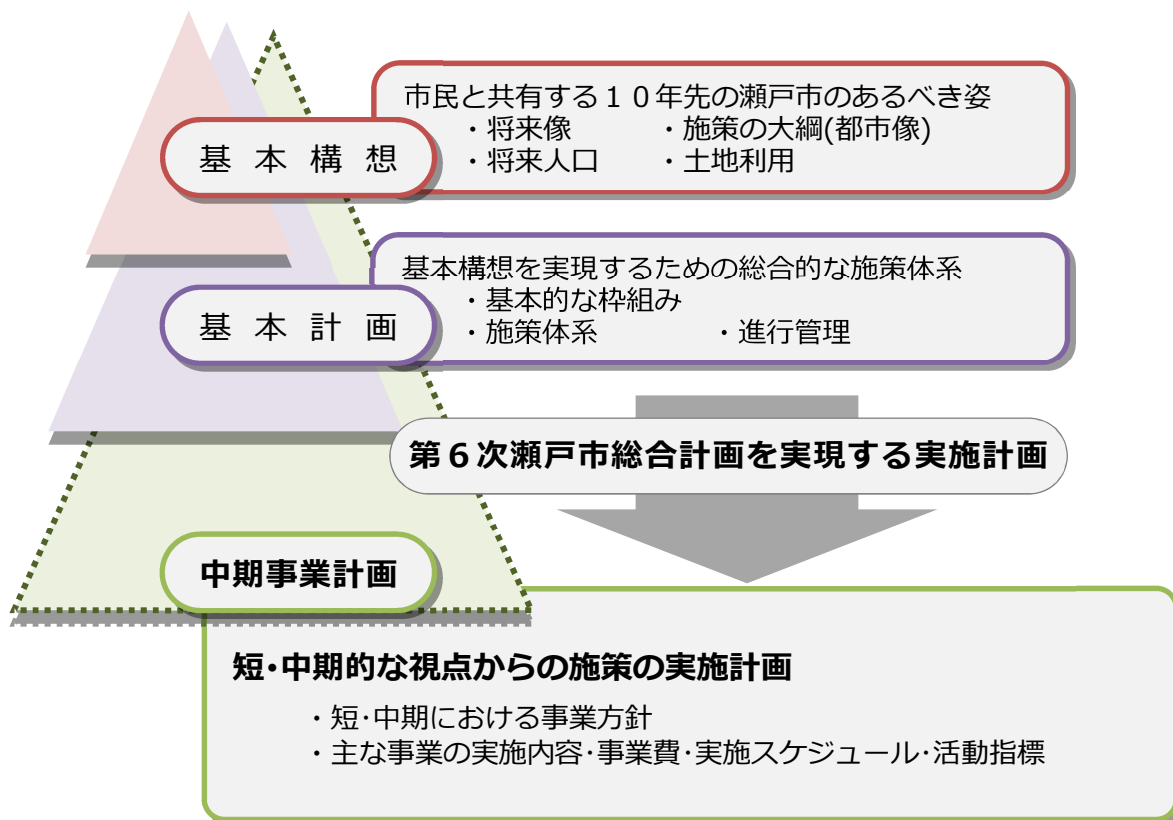 市民と共有する１０年先の瀬戸市のあるべき姿
・将来像　　　・施策の大綱(都市像)
・将来人口　　・土地利用
基本構想
基本構想を実現するための総合的な施策体系
・基本的な枠組み
・施策体系　　　・進行管理
基本計画
第６次瀬戸市総合計画を実現する実施計画
中期事業計画
短･中期的な視点からの施策の実施計画
・短･中期における事業方針
・主な事業の実施内容･事業費･実施スケジュール･活動指標